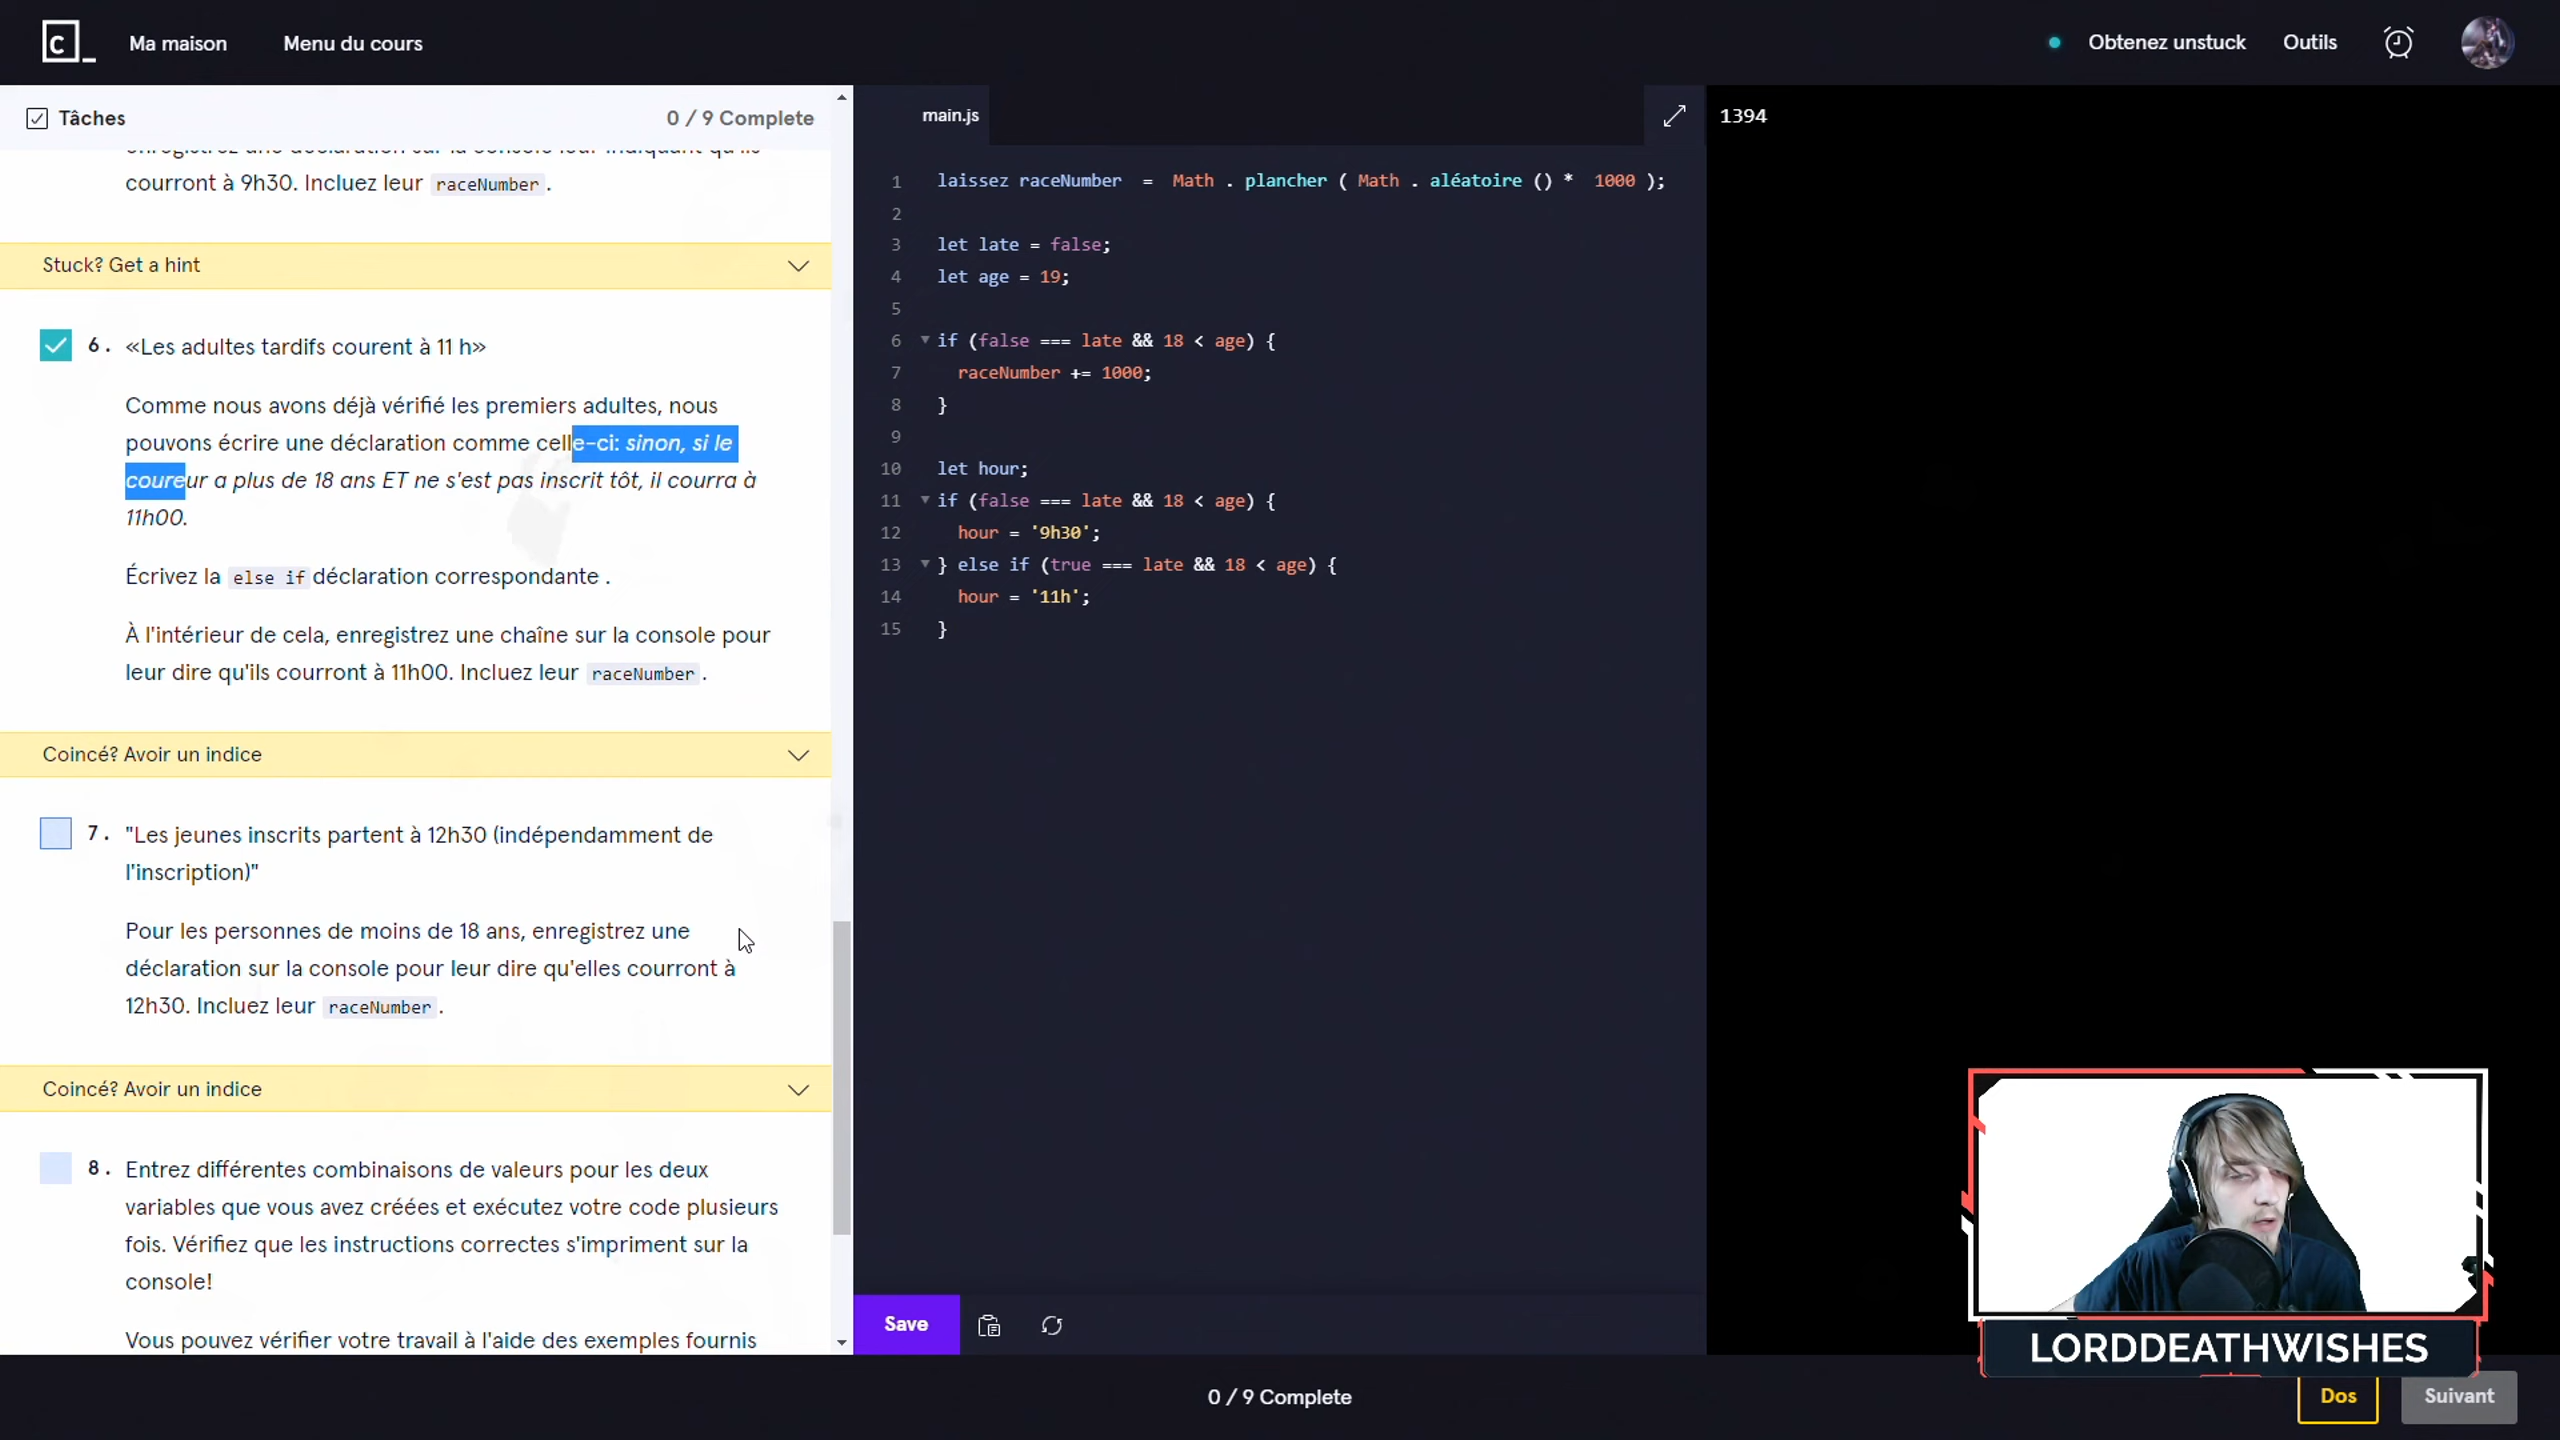 C_
Ma maison
Menu du cours
Obtenez unstuck
Outils
Tâches
0 / 9 Complete
enregistrez une déclaration sur la console leur indiquant qu'ils
courront à 9h30. Incluez leur raceNumber .
Stuck? Get a hint
6. «Les adultes tardifs courent à 11 h»
Comme nous avons déjà vérifié les premiers adultes, nous
pouvons écrire une déclaration comme celle-ci: sinon, si le
coureur a plus de 18 ans ET ne s'est pas inscrit tôt, il courra à
11h00.
Écrivez la else if déclaration correspondante .
À l'intérieur de cela, enregistrez une chaîne sur la console pour
leur dire qu'ils courront à 11h00. Incluez leur raceNumber .
Coincé? Avoir un indice
7. "Les jeunes inscrits partent à 12h30 (indépendamment de
l'inscription)"
Pour les personnes de moins de 18 ans, enregistrez une
déclaration sur la console pour leur dire qu'elles courront à
12h30. Incluez leur raceNumber .
Coincé? Avoir un indice
8. Entrez différentes combinaisons de valeurs pour les deux
variables que vous avez créées et exécutez votre code plusieurs
fois. Vérifiez que les instructions correctes s'impriment sur la
console!
Vous pouvez vérifier votre travail à l'aide des exemples fournis
main.js
1 laissez raceNumber = Math . plancher ( Math . aléatoire () * 1000 );
2
3 let late = false;
4 let age = 19;
5
6 if (false === late && 18 < age) {
7 raceNumber += 1000;
8 }
9
10 let hour;
11 if (false === late && 18 < age) {
12 hour = '9h30';
13 } else if (true === late && 18 < age) {
14 hour = '11h';
15 }
Save
1394
LORDDEATHWISHES
0 / 9 Complete
Dos
Suivant